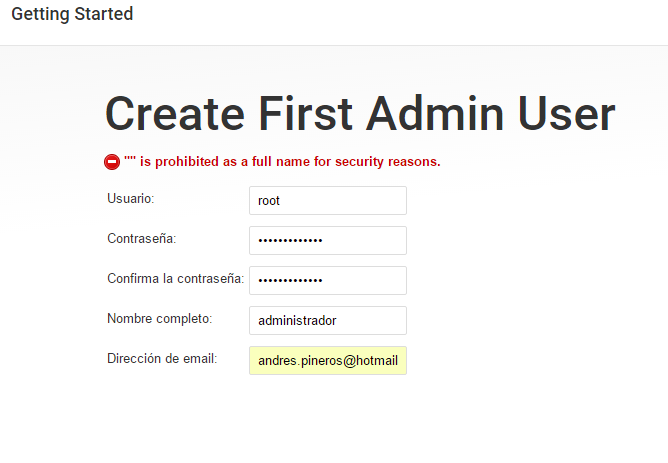 Getting Started
Create First Admin User
"" is prohibited as a full name for security reasons.
Usuario: root
Contraseña: •••••••••••••
Confirma la contraseña: •••••••••••••
Nombre completo: administrador
Dirección de email: andres.pineros@hotmail